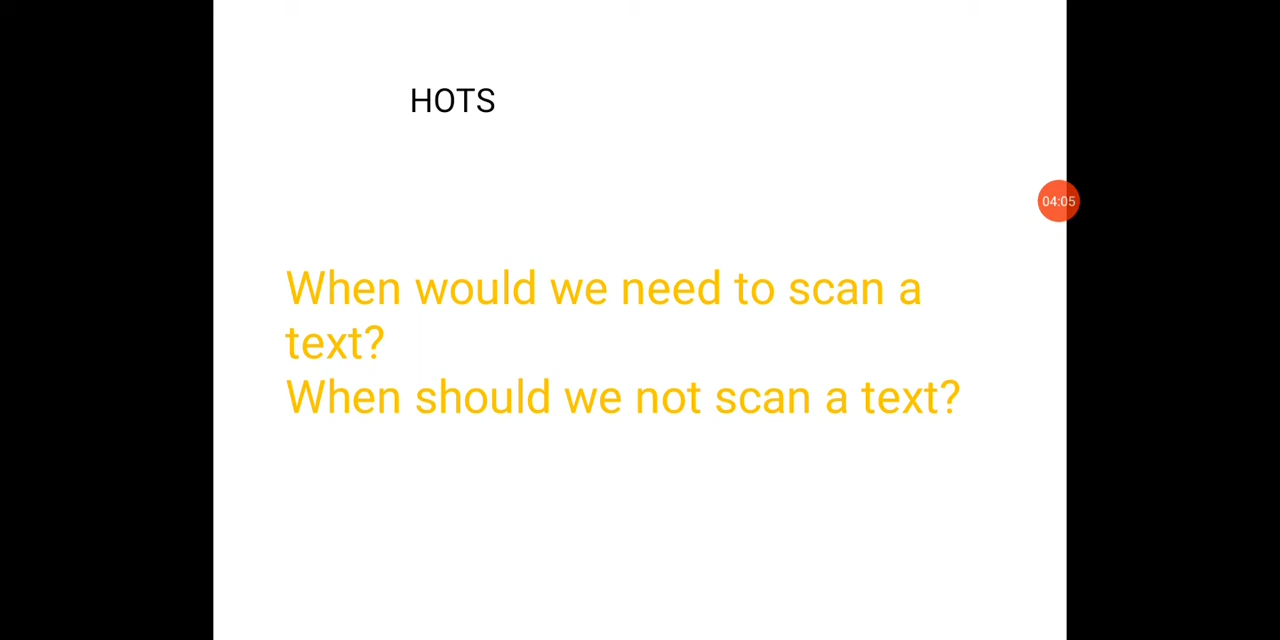 HOTS
04:05
When would we need to scan a
text?
When should we not scan a text?